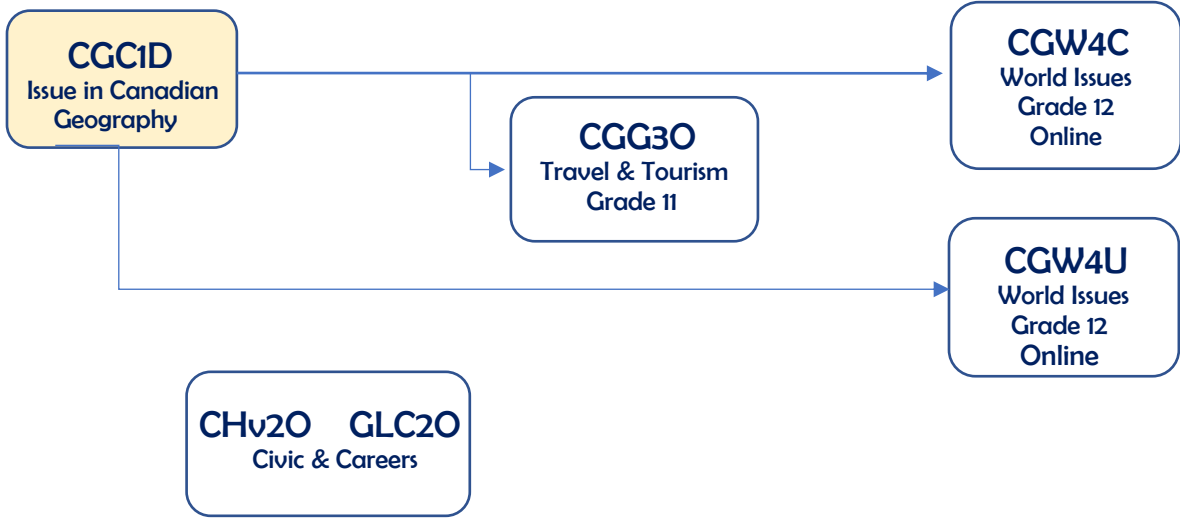 CGC1D
Issue in Canadian
Geography
CGW4C
World Issues
Grade 12
Online
CGG3O
Travel & Tourism
Grade 11
CGW4U
World Issues
Grade 12
Online
CHv2O GLC2O
Civic & Careers